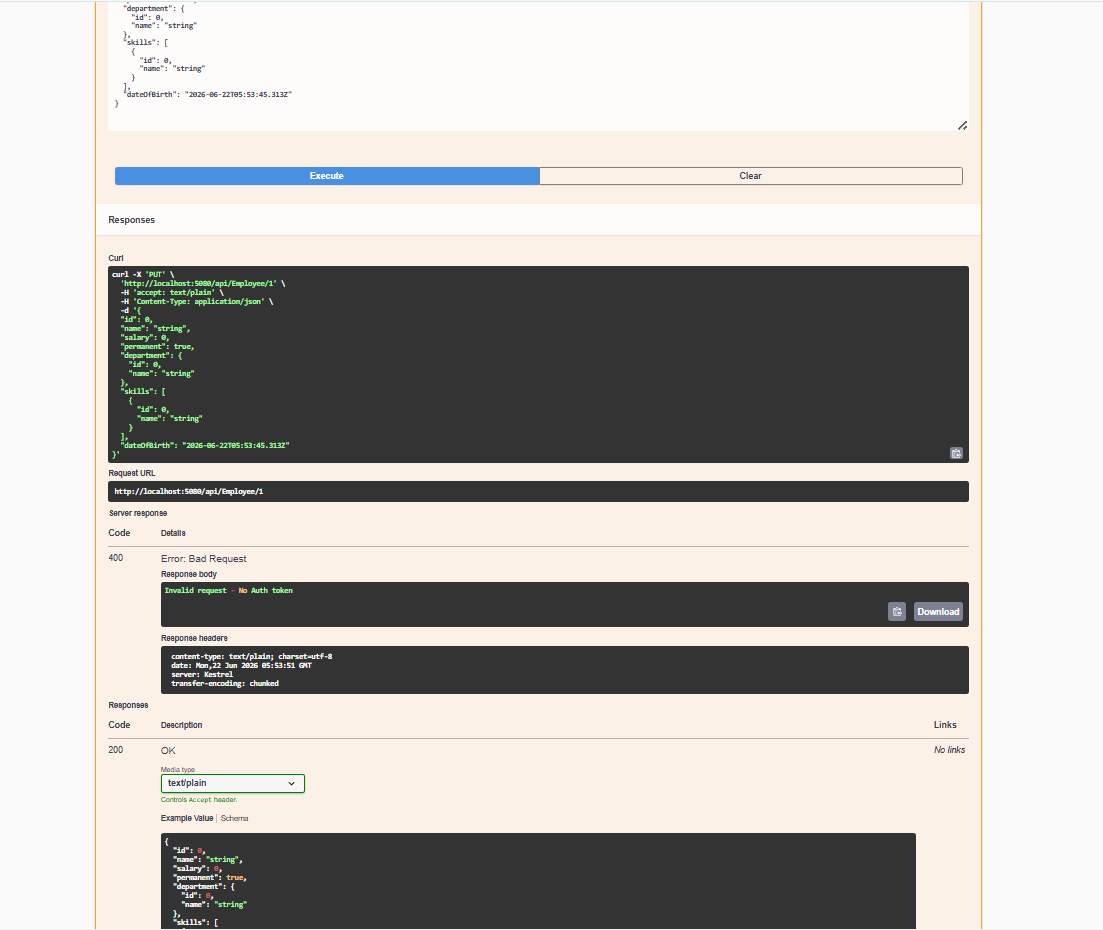 "department": {
"id": 0,
"name": "string"
},
"skills": [
{
"id": 0,
"name": "string"
}
],
"dateOfBirth": "2026-06-22T05:53:45.313Z"
}
Execute
Clear
Responses
Curl
curl -X 'PUT' \
'http://localhost:5080/api/Employee/1' \
-H 'accept: text/plain' \
-H 'Content-Type: application/json' \
-d '{
"id": 0,
"name": "string",
"salary": 0,
"permanent": true,
"department": {
"id": 0,
"name": "string"
},
"skills": [
{
"id": 0,
"name": "string"
}
],
"dateOfBirth": "2026-06-22T05:53:45.313Z"
}'
Request URL
http://localhost:5080/api/Employee/1
Server response
Code Details
400 Error: Bad Request
Response body
Invalid request - No Auth token
Download
Response headers
content-type: text/plain; charset=utf-8
date: Mon,22 Jun 2026 05:53:51 GMT
server: Kestrel
transfer-encoding: chunked
Responses
Code Description Links
200 OK No links
Media type
text/plain
Controls Accept header.
Example Value | Schema
{
"id": 0,
"name": "string",
"salary": 0,
"permanent": true,
"department": {
"id": 0,
"name": "string"
},
"skills": [